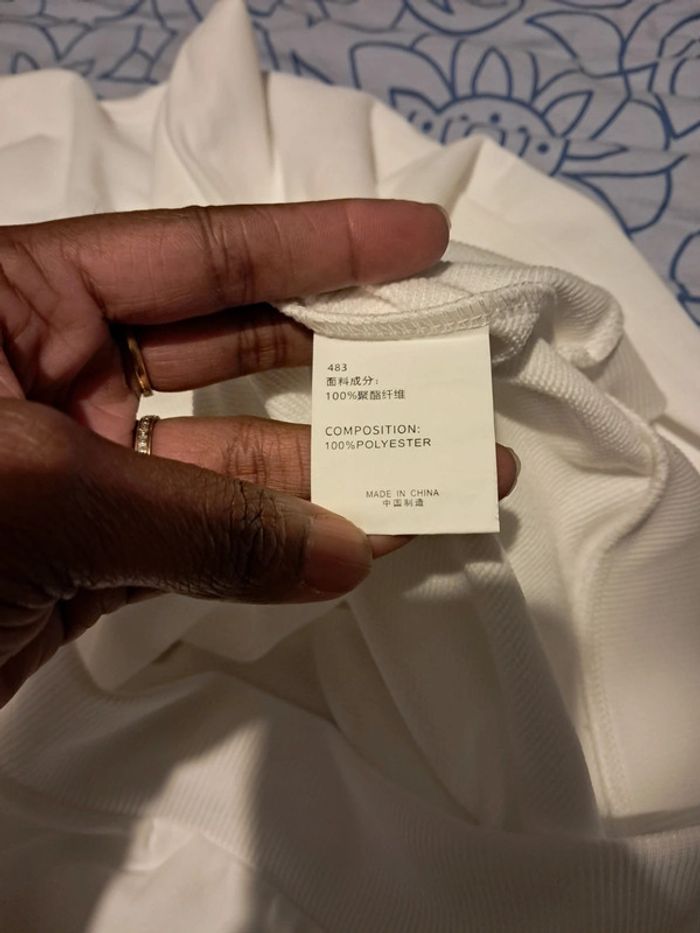 483
面料成分:
100%聚酯纤维
COMPOSITION:
100%POLYESTER
MADE IN CHINA
中国制造